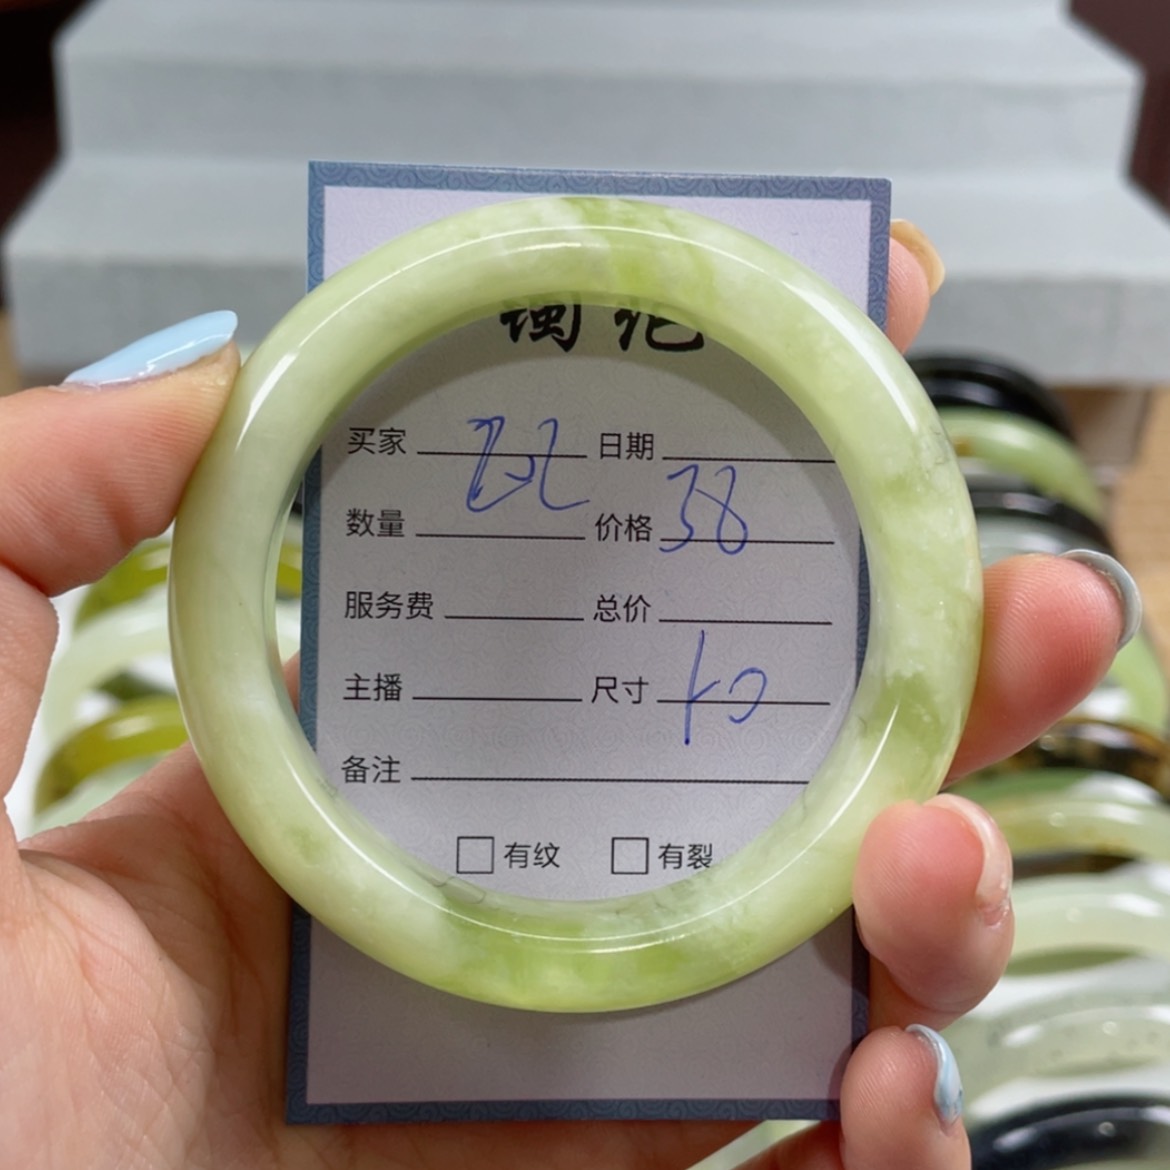 买家 日期
数量 价格 38
服务费 总价
主播 尺寸
备注
有纹 有裂